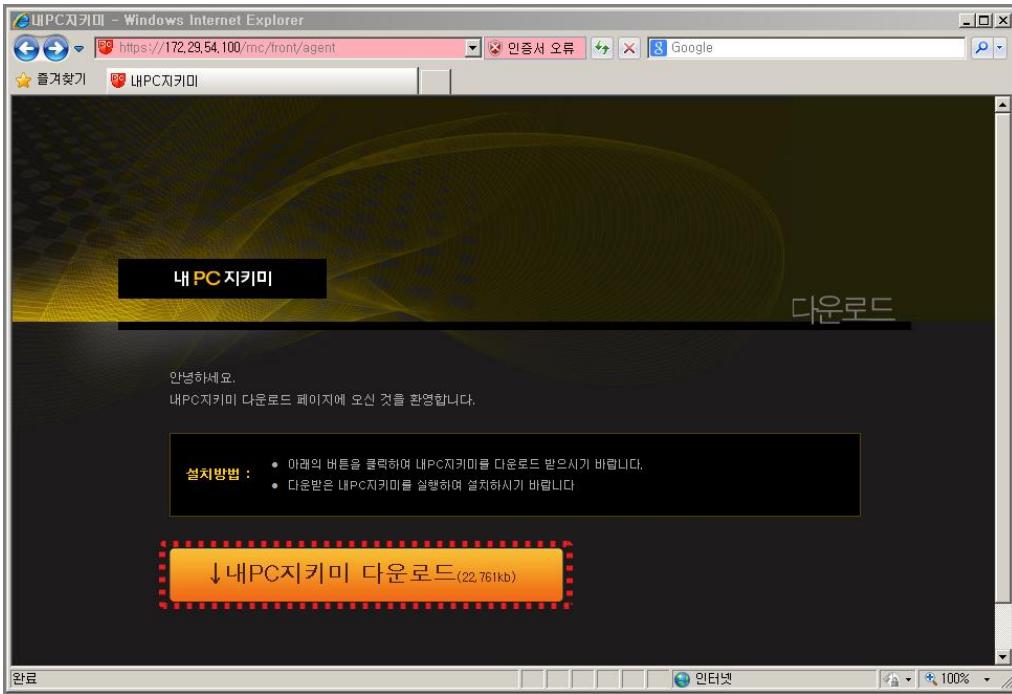 내PC지키미 - Windows Internet Explorer
https://172.29.54.100/rnc/front/agent
인증서 오류
Google
즐겨찾기
내PC지키미
내PC지키미
다운로드
안녕하세요.
내PC지키미 다운로드 페이지에 오신 것을 환영합니다.
설치방법 :
● 아래의 버튼을 클릭하여 내PC지키미를 다운로드 받으시기 바랍니다.
● 다운받은 내PC지키미를 실행하여 설치하시기 바랍니다
↓내PC지키미 다운로드(22,761kb)
완료
인터넷
100%